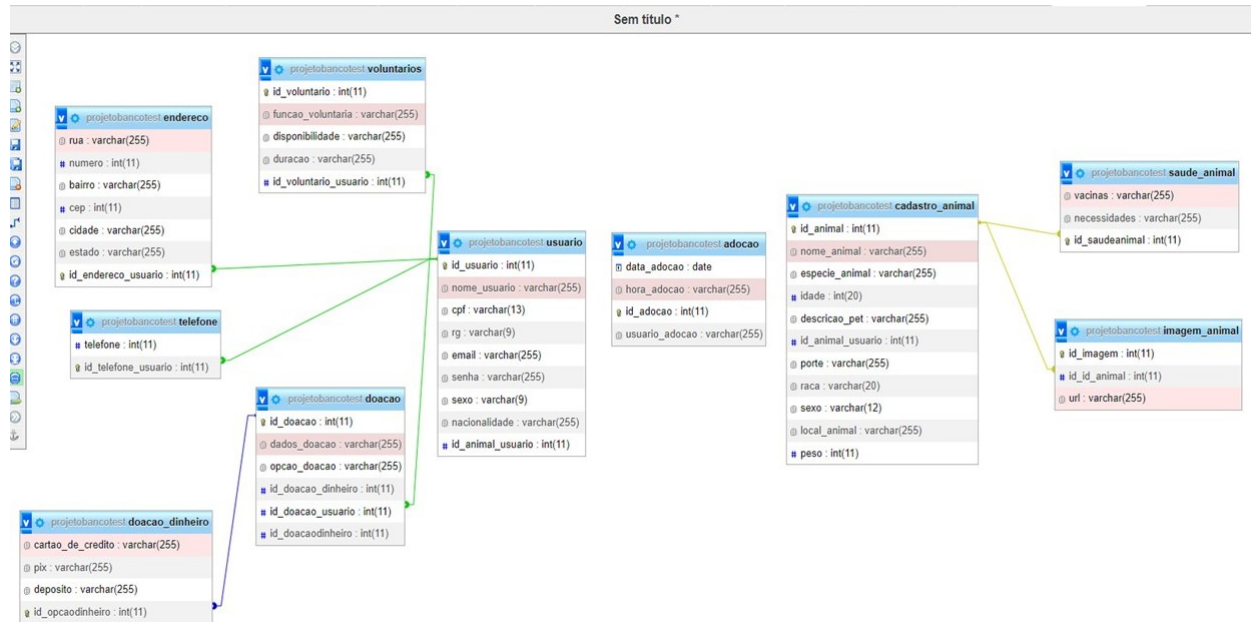 Sem título *
projetobancotest voluntarios
id_voluntario : int(11)
funcao_voluntaria : varchar(255)
disponibilidade : varchar(255)
duracao : varchar(255)
# id_voluntario_usuario : int(11)
projetobancotest endereco
rua : varchar(255)
# numero : int(11)
bairro : varchar(255)
# cep : int(11)
cidade : varchar(255)
estado : varchar(255)
id_endereco_usuario : int(11)
projetobancotest telefone
# telefone : int(11)
id_telefone_usuario : int(11)
projetobancotest usuario
id_usuario : int(11)
nome_usuario : varchar(255)
cpf : varchar(13)
rg : varchar(9)
email : varchar(255)
senha : varchar(255)
sexo : varchar(9)
nacionalidade : varchar(255)
# id_animal_usuario : int(11)
projetobancotest doacao
id_doacao : int(11)
dados_doacao : varchar(255)
opcao_doacao : varchar(255)
# id_doacao_dinheiro : int(11)
# id_doacao_usuario : int(11)
# id_doacaodinheiro : int(11)
projetobancotest doacao_dinheiro
cartao_de_credito : varchar(255)
pix : varchar(255)
deposito : varchar(255)
id_opcaodinheiro : int(11)
projetobancotest adocao
data_adocao : date
hora_adocao : varchar(255)
id_adocao : int(11)
usuario_adocao : varchar(255)
projetobancotest cadastro_animal
id_animal : int(11)
nome_animal : varchar(255)
especie_animal : varchar(255)
# idade : int(20)
descricao_pet : varchar(255)
# id_animal_usuario : int(11)
porte : varchar(255)
raca : varchar(20)
sexo : varchar(12)
local_animal : varchar(255)
# peso : int(11)
projetobancotest saude_animal
vacinas : varchar(255)
necessidades : varchar(255)
id_saudeanimal : int(11)
projetobancotest imagem_animal
id_imagem : int(11)
# id_id_animal : int(11)
url : varchar(255)